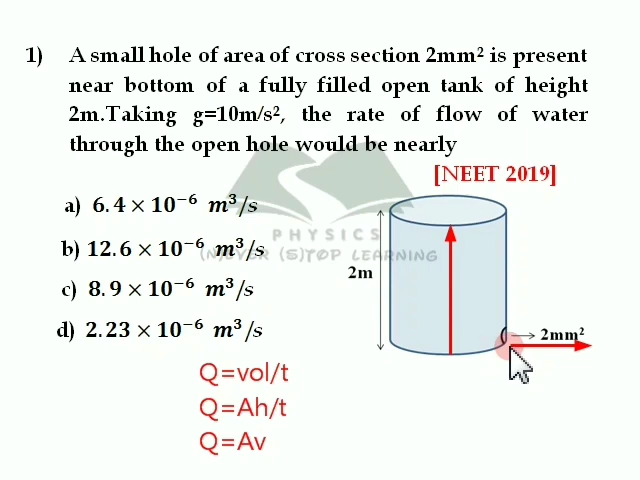 1) A small hole of area of cross section 2mm² is present
near bottom of a fully filled open tank of height
2m.Taking g=10m/s², the rate of flow of water
through the open hole would be nearly
[NEET 2019]
a) 6.4 × 10⁻⁶ m³/s
PHYSICS
b) 12.6 × 10⁻⁶ m³/s
(N)EVER (S)TOP LEARNING
2m
c) 8.9 × 10⁻⁶ m³/s
d) 2.23 × 10⁻⁶ m³/s
2mm²
Q=vol/t
Q=Ah/t
Q=Av